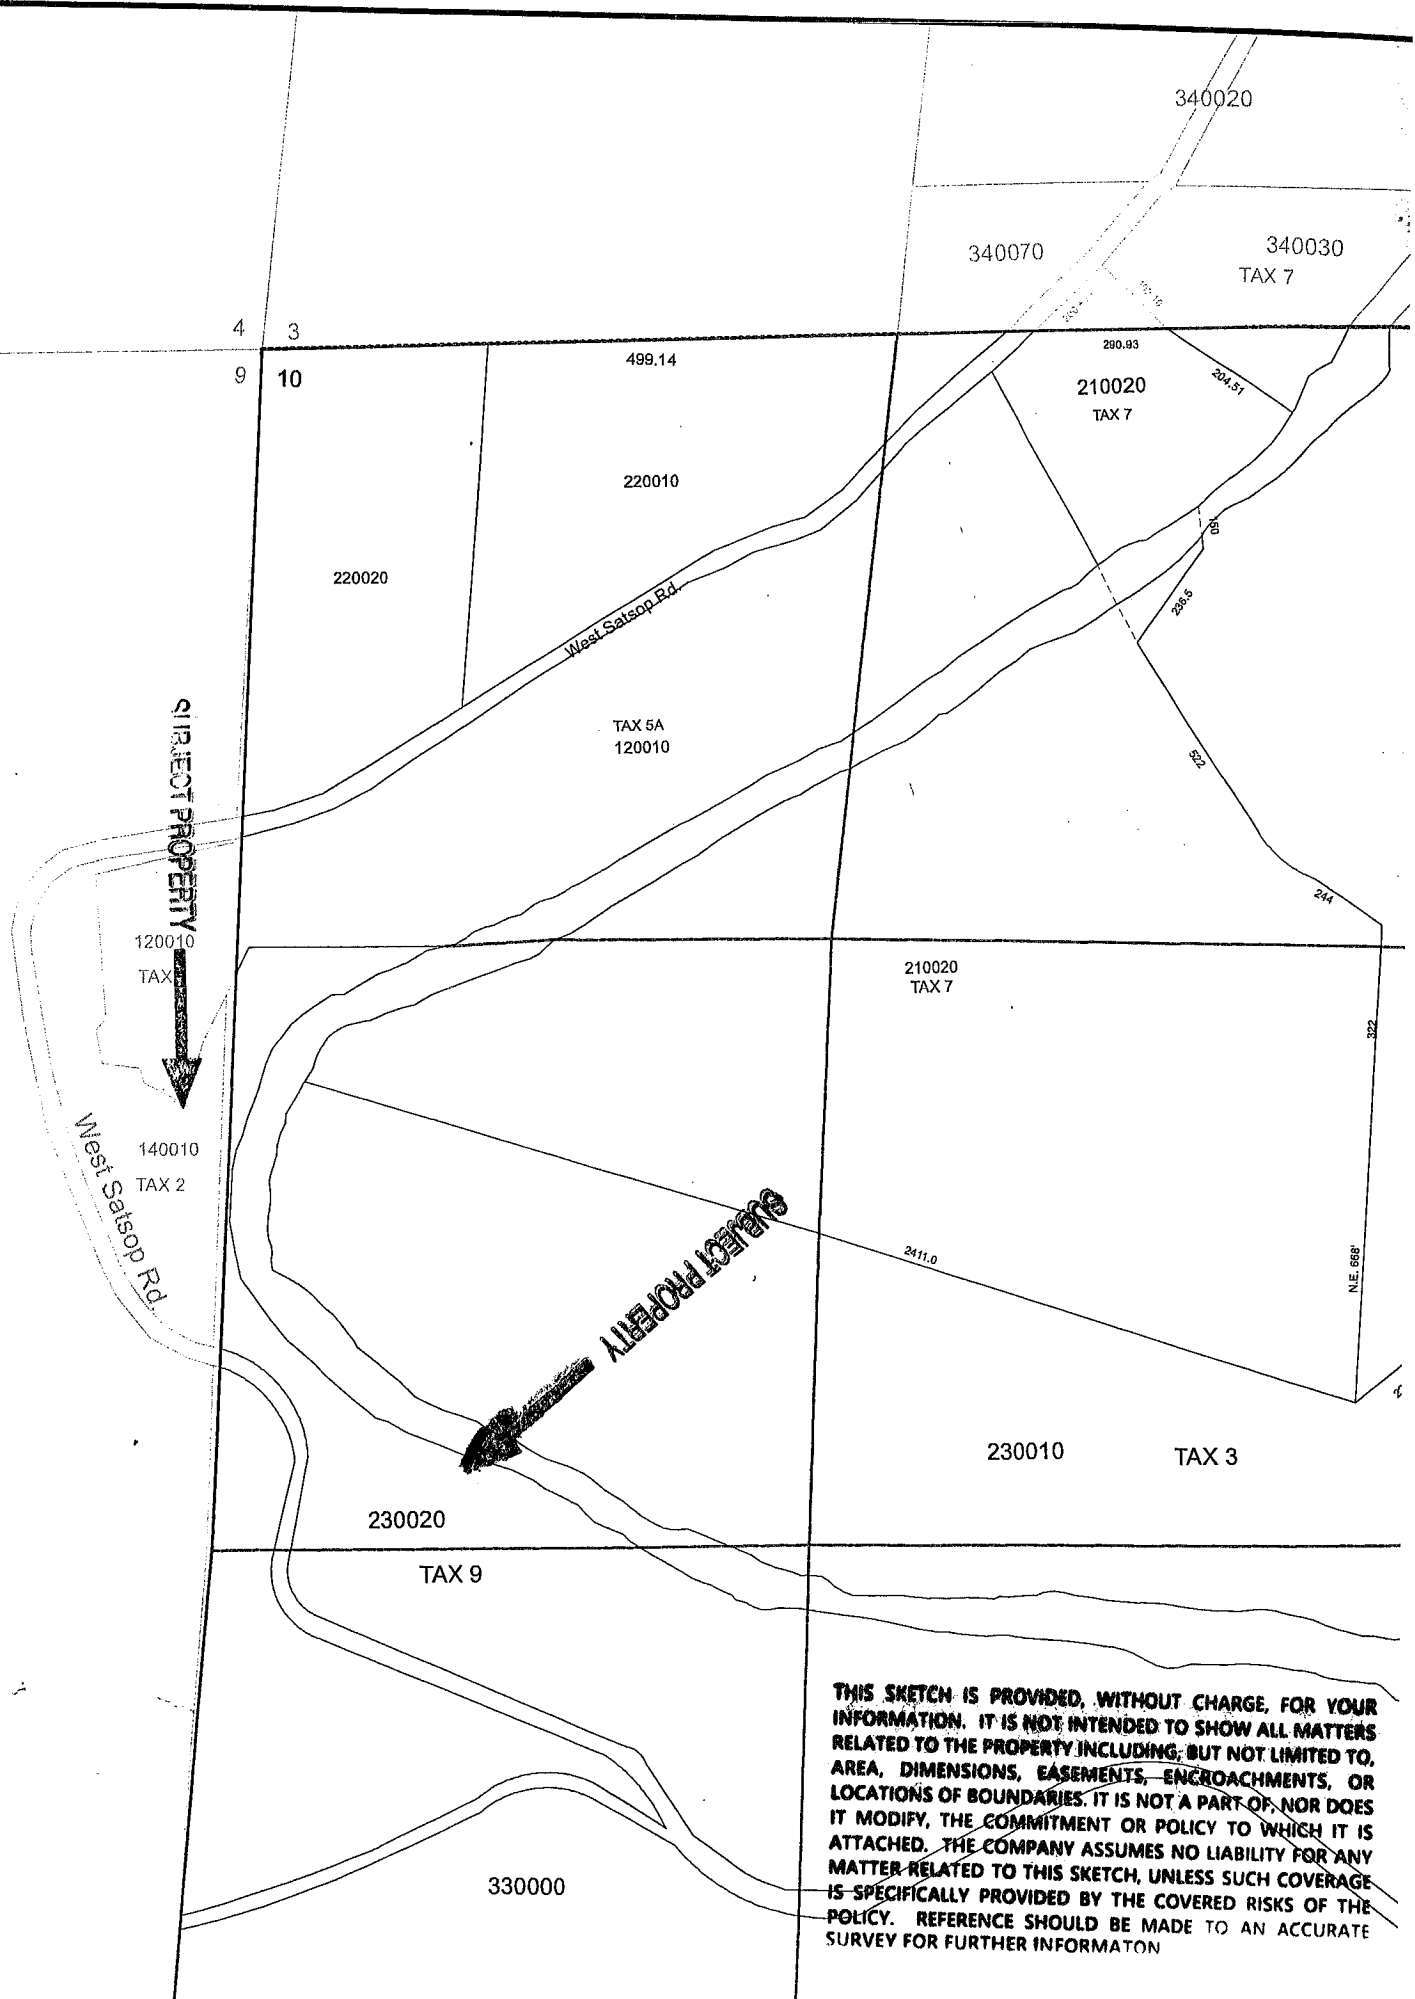 340020
340070
340030
TAX 7
4
3
499.14
290.93
9
10
204.51
210020
TAX 7
220010
150
220020
236.5
West Satsop Rd.
SUBJECT PROPERTY
TAX 5A
120010
522
244
120010
TAX
210020
TAX 7
322
140010
TAX 2
West Satsop Rd.
SUBJECT PROPERTY
2411.0
N.E. 668'
230010
TAX 3
230020
TAX 9
330000
THIS SKETCH IS PROVIDED, WITHOUT CHARGE, FOR YOUR
INFORMATION. IT IS NOT INTENDED TO SHOW ALL MATTERS
RELATED TO THE PROPERTY INCLUDING, BUT NOT LIMITED TO,
AREA, DIMENSIONS, EASEMENTS, ENCROACHMENTS, OR
LOCATIONS OF BOUNDARIES. IT IS NOT A PART OF, NOR DOES
IT MODIFY, THE COMMITMENT OR POLICY TO WHICH IT IS
ATTACHED. THE COMPANY ASSUMES NO LIABILITY FOR ANY
MATTER RELATED TO THIS SKETCH, UNLESS SUCH COVERAGE
IS SPECIFICALLY PROVIDED BY THE COVERED RISKS OF THE
POLICY. REFERENCE SHOULD BE MADE TO AN ACCURATE
SURVEY FOR FURTHER INFORMATON